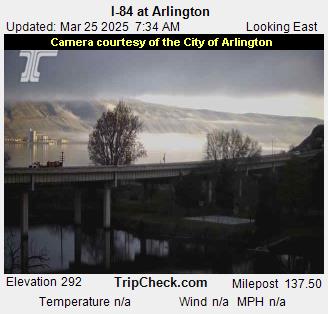 I-84 at Arlington
Updated: Mar 25 2025 7:34 AM Looking East
Camera courtesy of the City of Arlington
Elevation 292 TripCheck.com Milepost 137.50
Temperature n/a Wind n/a MPH n/a